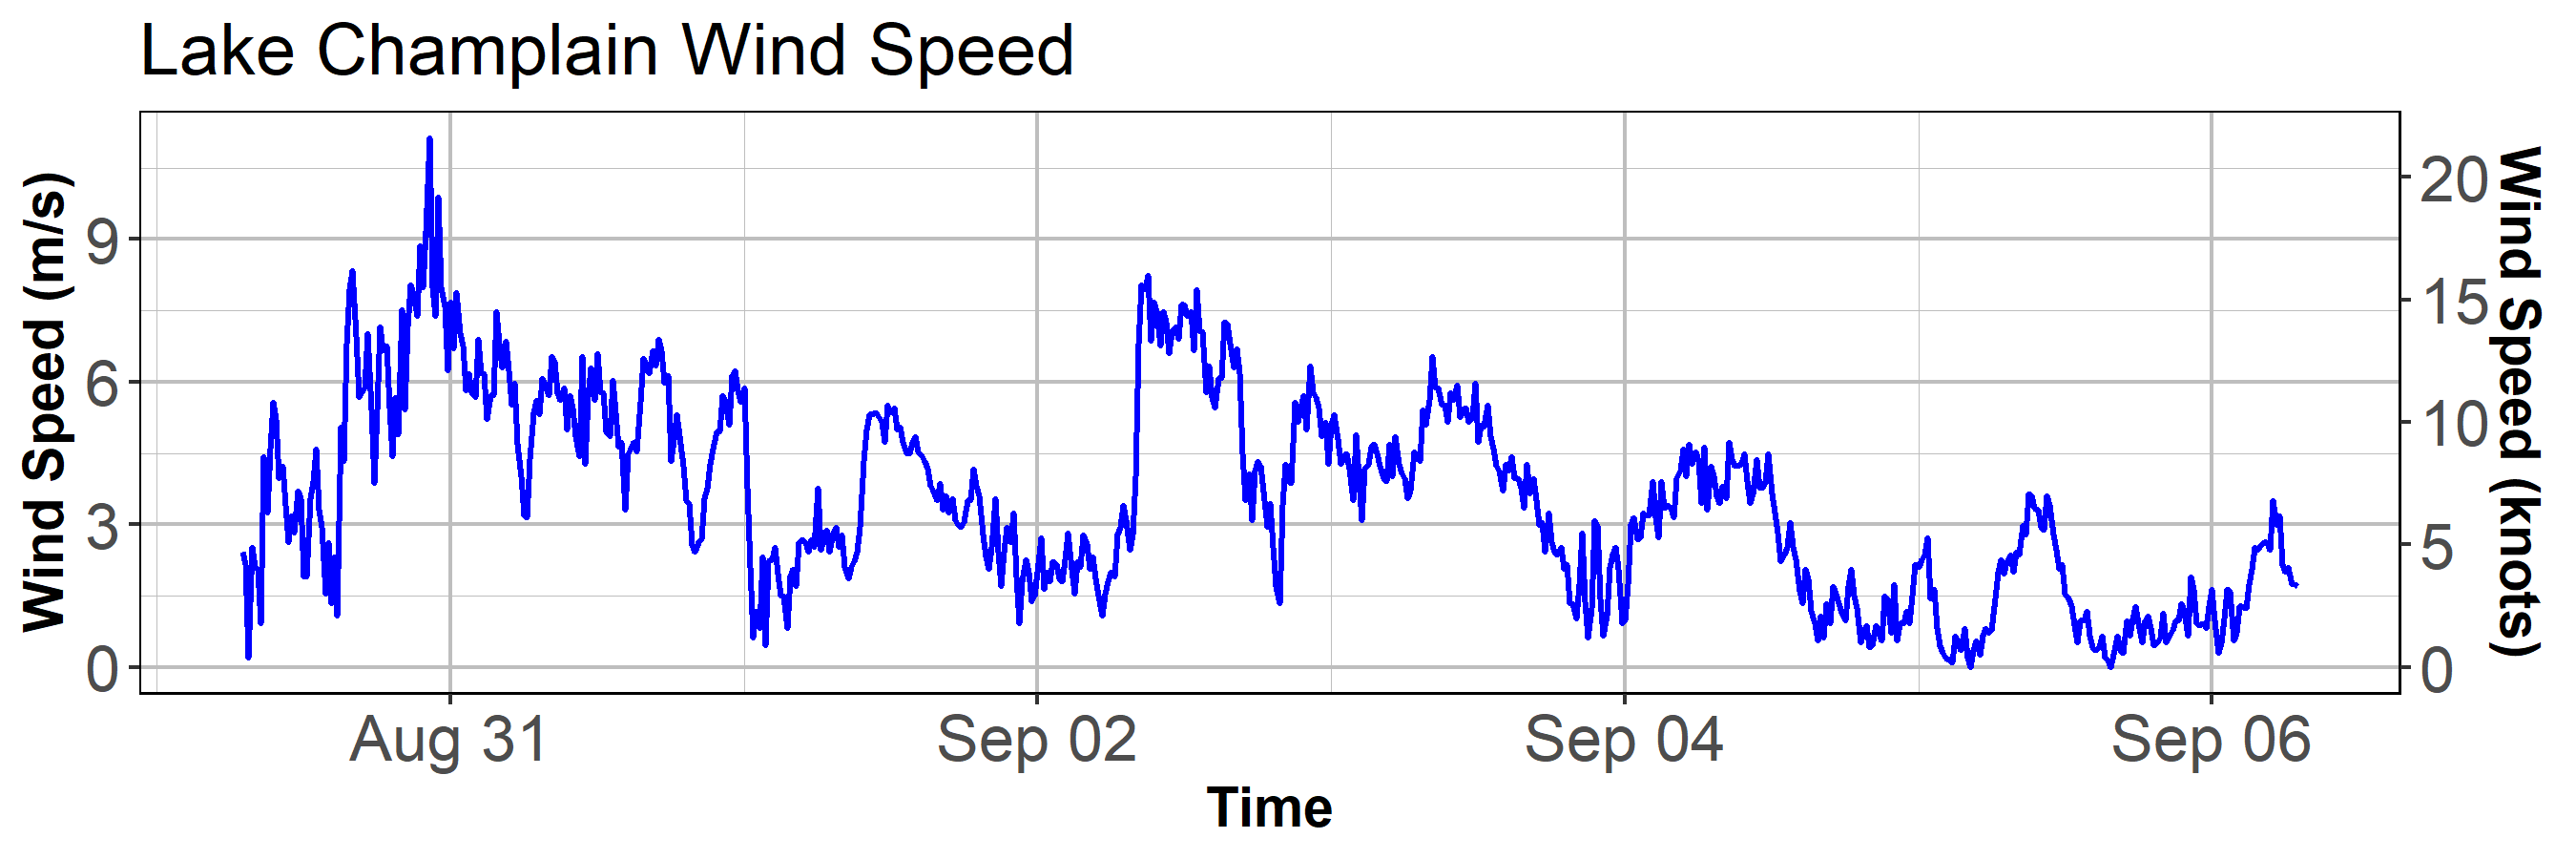 Lake Champlain Wind Speed
Wind Speed (m/s)
9
6
3
0
20
15
10
5
0
Wind Speed (knots)
Aug 31
Sep 02
Sep 04
Sep 06
Time